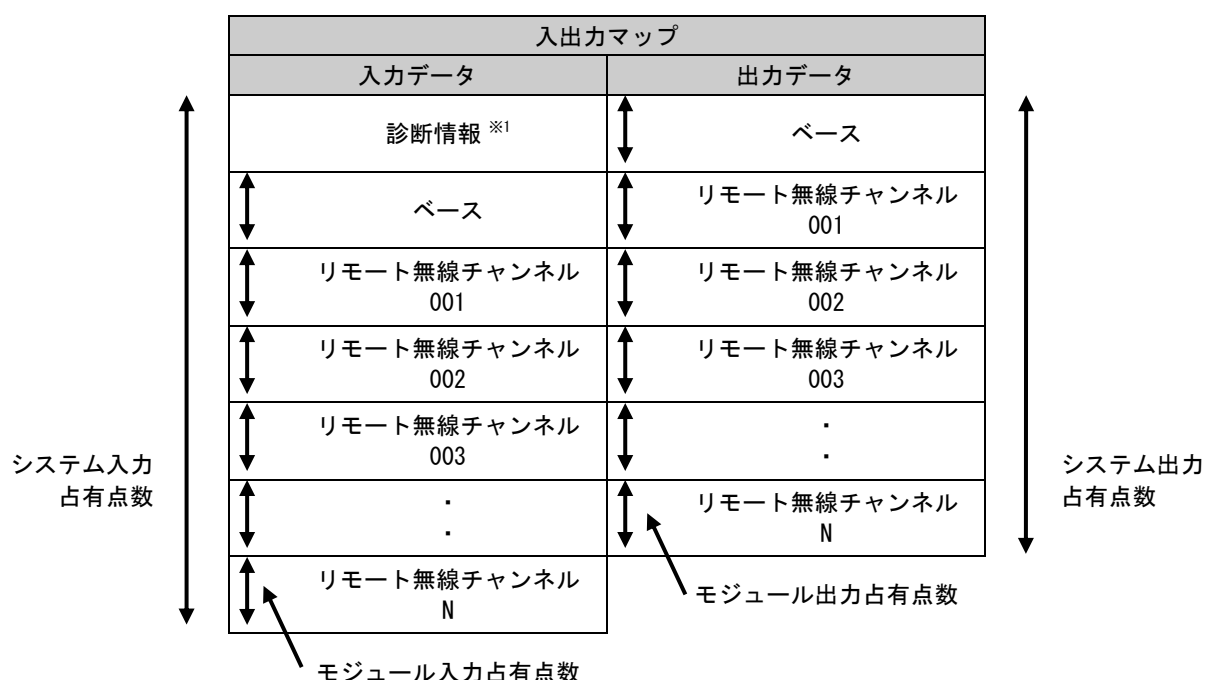 入出力マップ
入力データ
出力データ
診断情報 ※1
ベース
ベース
リモート無線チャンネル
001
リモート無線チャンネル
001
リモート無線チャンネル
002
リモート無線チャンネル
002
リモート無線チャンネル
003
リモート無線チャンネル
003
・
・
システム入力
占有点数
システム出力
占有点数
・
・
リモート無線チャンネル
N
リモート無線チャンネル
N
モジュール出力占有点数
モジュール入力占有点数